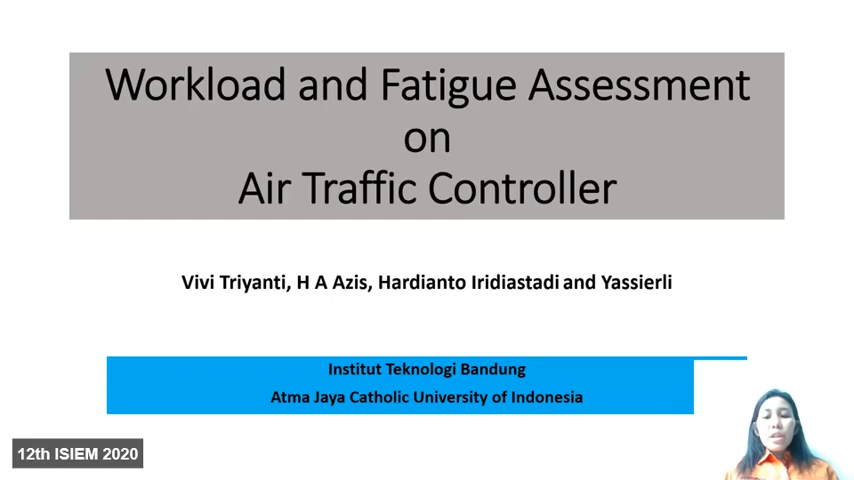 Workload and Fatigue Assessment
on
Air Traffic Controller
Vivi Triyanti, H A Azis, Hardianto Iridiastadi and Yassierli
Institut Teknologi Bandung
Atma Jaya Catholic University of Indonesia
12th ISIEM 2020